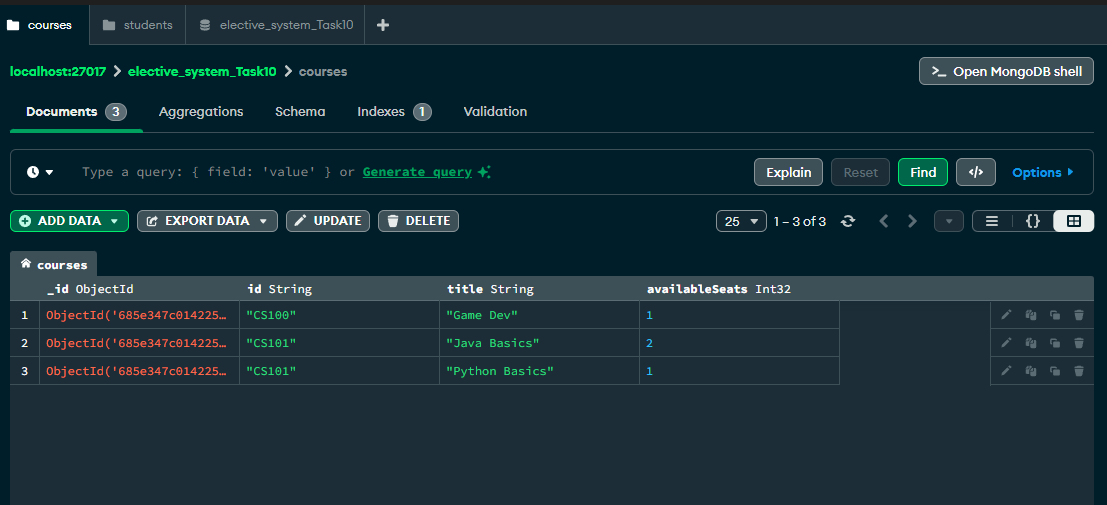 courses students elective_system_Task10
localhost:27017 elective_system_Task10 courses
Open MongoDB shell
Documents 3 Aggregations Schema Indexes 1 Validation
Type a query: { field: 'value' } or Generate query
Explain Reset Find </> Options
ADD DATA EXPORT DATA UPDATE DELETE 25 1 – 3 of 3 {}
courses
_id ObjectId id String title String availableSeats Int32
1 ObjectId('685e347c014225… "CS100" "Game Dev" 1
2 ObjectId('685e347c014225… "CS101" "Java Basics" 2
3 ObjectId('685e347c014225… "CS101" "Python Basics" 1